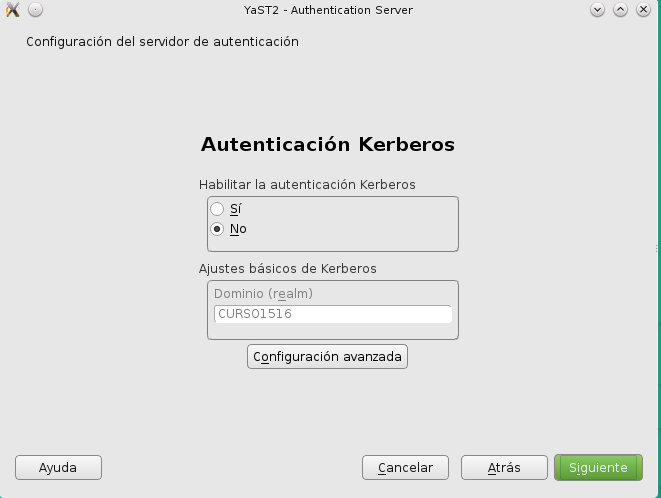 YaST2 - Authentication Server
Configuración del servidor de autenticación
Autenticación Kerberos
Habilitar la autenticación Kerberos
Sí
No
Ajustes básicos de Kerberos
Dominio (realm)
CURSO1516
Configuración avanzada
Ayuda
Cancelar
Atrás
Siguiente